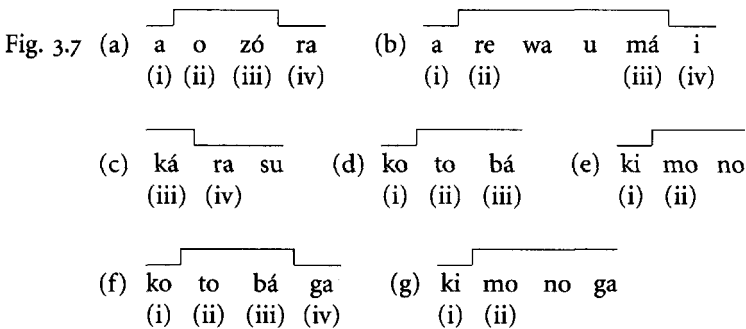 Fig. 3.7 (a) a o zó ra (b) a re wa u má i
(i) (ii) (iii) (iv) (i) (ii) (iii) (iv)
(c) ká ra su (d) ko to bá (e) ki mo no
(iii) (iv) (i) (ii) (iii) (i) (ii)
(f) ko to bá ga (g) ki mo no ga
(i) (ii) (iii) (iv) (i) (ii)